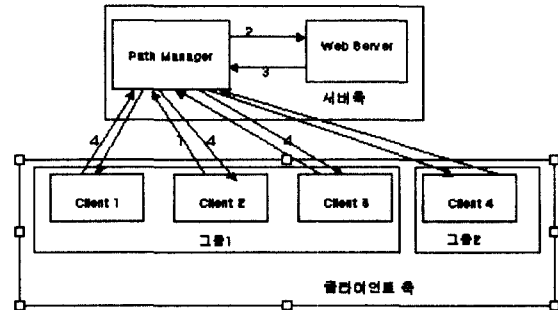 2
Path Manager
Web Server
3
서버측
4
1
4
4
Client 1
Client 2
Client 3
Client 4
그룹1
그룹2
클라이언트 측